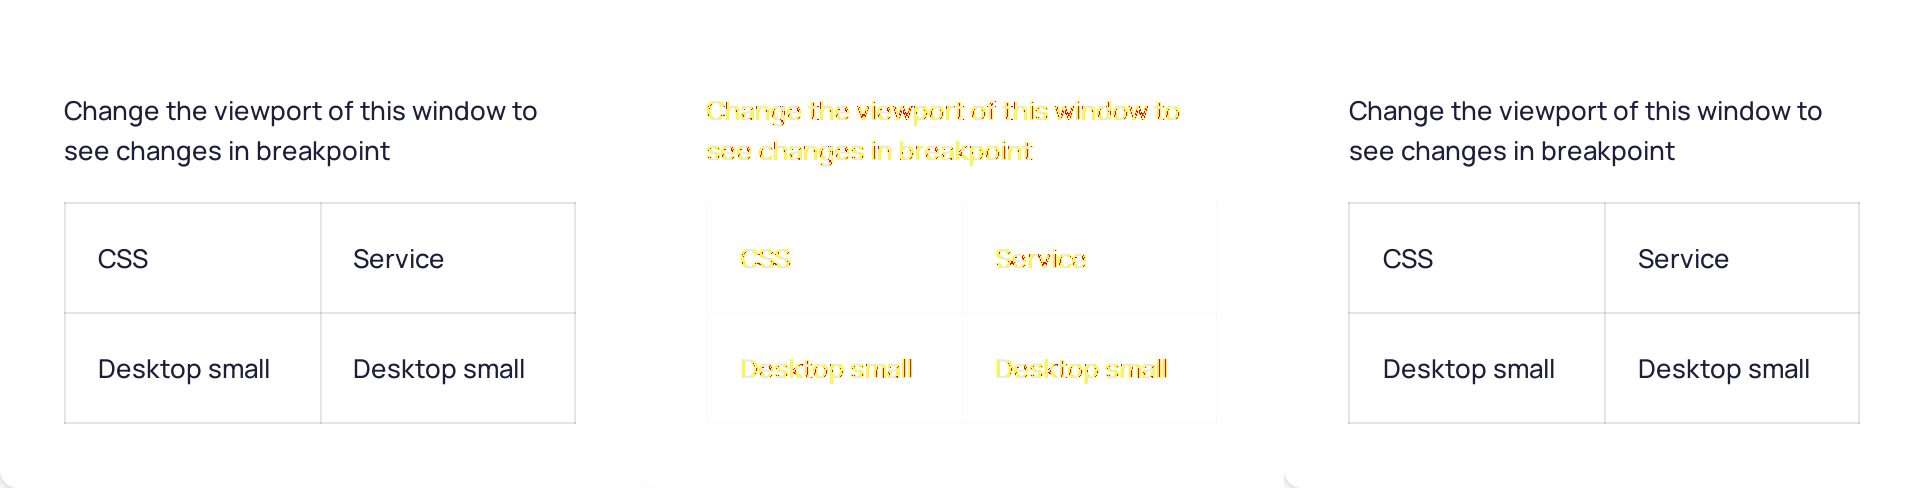 Change the viewport of this window to
see changes in breakpoint
CSS Service
Desktop small Desktop small
Change the viewport of this window to
see changes in breakpoint
CSS Service
Desktop small Desktop small
Change the viewport of this window to
see changes in breakpoint
CSS Service
Desktop small Desktop small